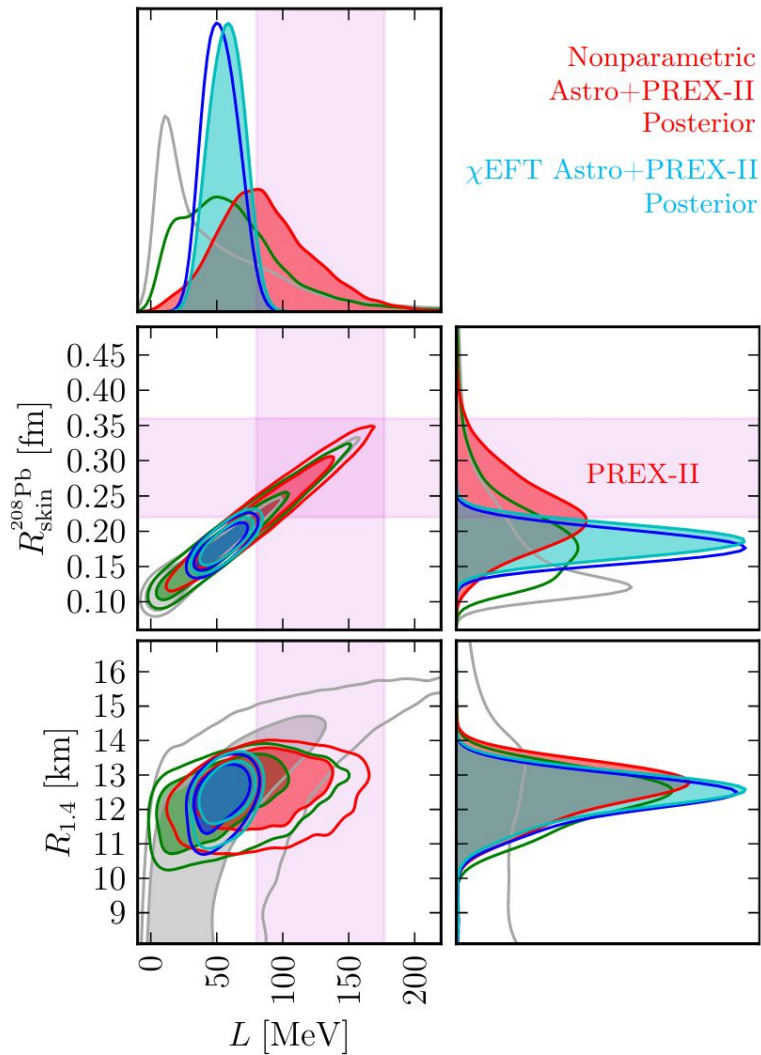 Nonparametric
Astro+PREX-II
Posterior
χEFT Astro+PREX-II
Posterior
0.45
0.40
0.35
0.30
0.25
0.20
0.15
0.10
R_skin^208Pb [fm]
PREX-II
16
15
14
13
12
11
10
9
R_1.4 [km]
0 50 100 150 200
L [MeV]